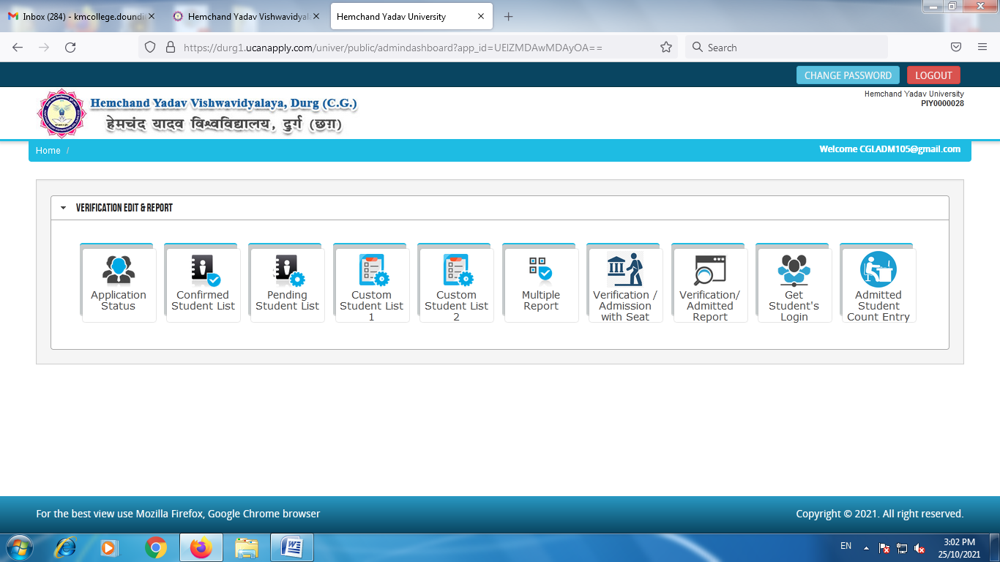 Inbox (284) - kmcollege.doundi
Hemchand Yadav Vishwavidyal
Hemchand Yadav University
https://durg1.ucanapply.com/univer/public/admindashboard?app_id=UElZMDAwMDAyOA==
Search
CHANGE PASSWORD
LOGOUT
Hemchand Yadav Vishwavidyalaya, Durg (C.G.)
हेमचंद यादव विश्वविद्यालय, दुर्ग (छग़)
Hemchand Yadav University
PIY0000028
Home /
Welcome CGLADM105@gmail.com
VERIFICATION EDIT & REPORT
Application
Status
Confirmed
Student List
Pending
Student List
Custom
Student List
1
Custom
Student List
2
Multiple
Report
Verification /
Admission
with Seat
Verification/
Admitted
Report
Get
Student's
Login
Admitted
Student
Count Entry
For the best view use Mozilla Firefox, Google Chrome browser
Copyright © 2021. All right reserved.
EN
3:02 PM
25/10/2021